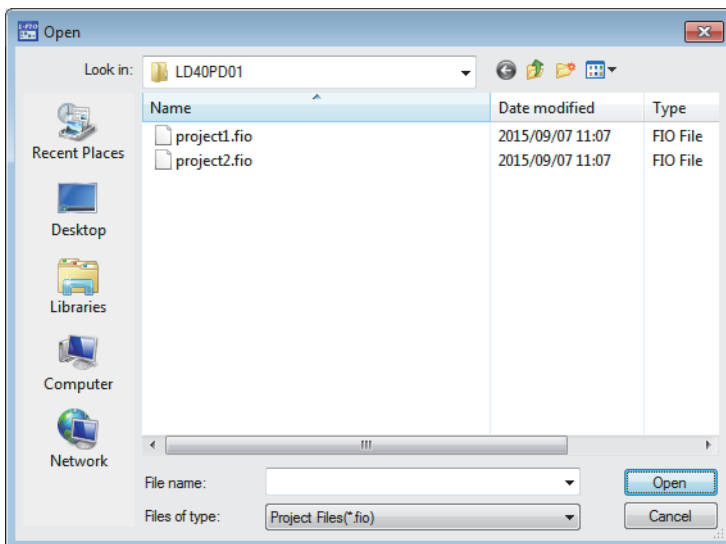 Open
Look in: LD40PD01
Name Date modified Type
project1.fio 2015/09/07 11:07 FIO File
project2.fio 2015/09/07 11:07 FIO File
Recent Places
Desktop
Libraries
Computer
Network
File name: Open
Files of type: Project Files(*.fio) Cancel